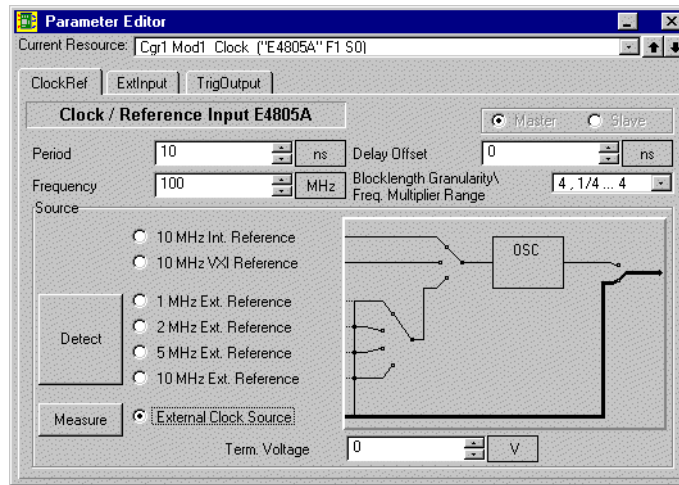 Parameter Editor
Current Resource: Cgr1 Mod1 Clock ("E4805A" F1 S0)
ClockRef ExtInput TrigOutput
Clock / Reference Input E4805A
Master Slave
Period 10 ns Delay Offset 0 ns
Frequency 100 MHz Blocklength Granularity\
Freq. Multiplier Range 4 , 1/4 ... 4
Source
10 MHz Int. Reference
10 MHz VXI Reference
1 MHz Ext. Reference
2 MHz Ext. Reference
5 MHz Ext. Reference
10 MHz Ext. Reference
Detect
Measure
External Clock Source
OSC
Term. Voltage 0 V